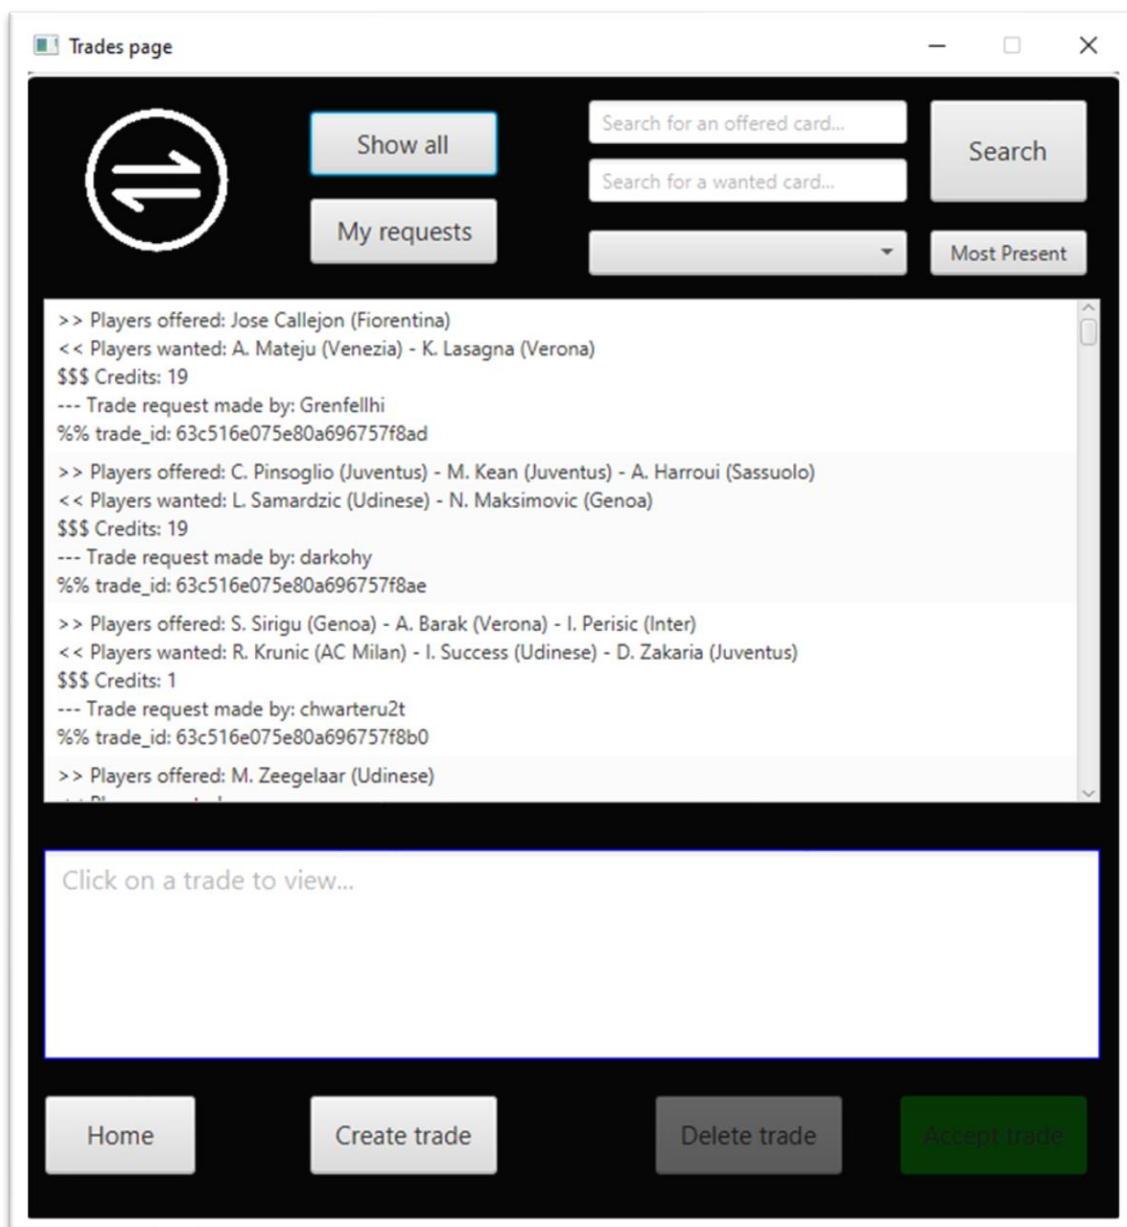 Trades page
Show all
My requests
Search for an offered card...
Search for a wanted card...
Search
Most Present
>> Players offered: Jose Callejon (Fiorentina)
<< Players wanted: A. Mateju (Venezia) - K. Lasagna (Verona)
$$$ Credits: 19
--- Trade request made by: Grenfellhi
%% trade_id: 63c516e075e80a696757f8ad
>> Players offered: C. Pinsoglio (Juventus) - M. Kean (Juventus) - A. Harroui (Sassuolo)
<< Players wanted: L. Samardzic (Udinese) - N. Maksimovic (Genoa)
$$$ Credits: 19
--- Trade request made by: darkohy
%% trade_id: 63c516e075e80a696757f8ae
>> Players offered: S. Sirigu (Genoa) - A. Barak (Verona) - I. Perisic (Inter)
<< Players wanted: R. Krunic (AC Milan) - I. Success (Udinese) - D. Zakaria (Juventus)
$$$ Credits: 1
--- Trade request made by: chwarteru2t
%% trade_id: 63c516e075e80a696757f8b0
>> Players offered: M. Zeegelaar (Udinese)
Click on a trade to view...
Home
Create trade
Delete trade
Accept trade